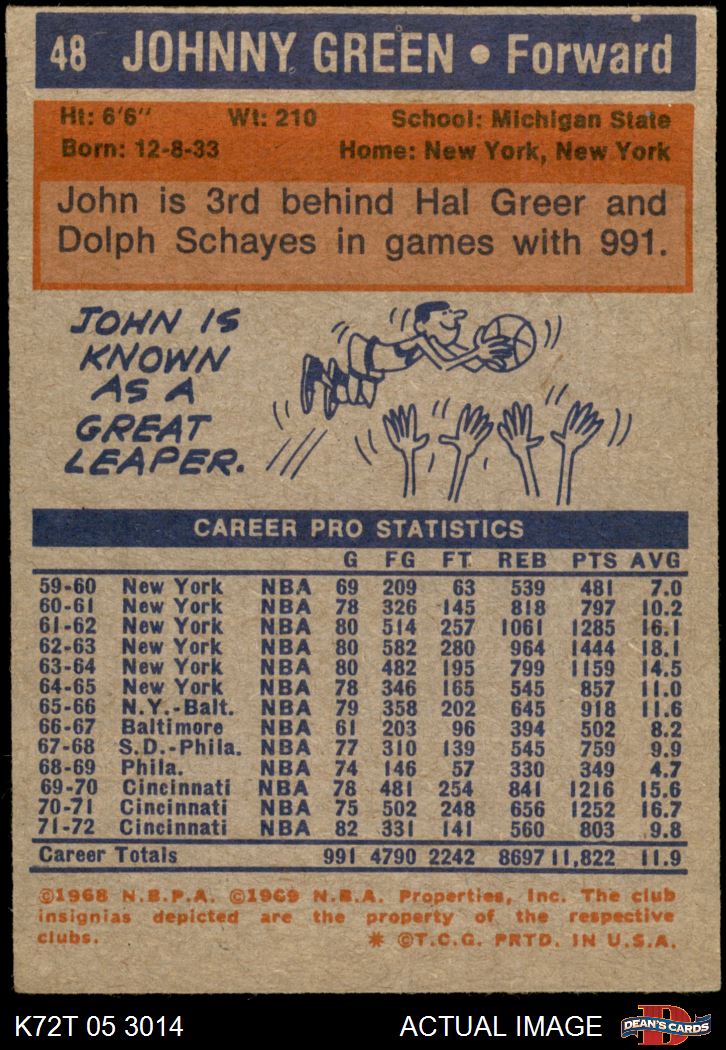 48 JOHNNY GREEN • Forward
Ht: 6'6" Wt: 210 School: Michigan State
Born: 12-8-33 Home: New York, New York
John is 3rd behind Hal Greer and
Dolph Schayes in games with 991.
JOHN IS
KNOWN
AS A
GREAT
LEAPER.
CAREER PRO STATISTICS
G FG FT REB PTS AVG
59-60 New York NBA 69 209 63 539 481 7.0
60-61 New York NBA 78 326 145 818 797 10.2
61-62 New York NBA 80 514 257 1061 1285 16.1
62-63 New York NBA 80 582 280 964 1444 18.1
63-64 New York NBA 80 482 195 799 1159 14.5
64-65 New York NBA 78 346 165 545 857 11.0
65-66 N.Y.-Balt. NBA 79 358 202 645 918 11.6
66-67 Baltimore NBA 61 203 96 394 502 8.2
67-68 S.D.-Phila. NBA 77 310 139 545 759 9.9
68-69 Phila. NBA 74 146 57 330 349 4.7
69-70 Cincinnati NBA 78 481 254 841 1216 15.6
70-71 Cincinnati NBA 75 502 248 656 1252 16.7
71-72 Cincinnati NBA 82 331 141 560 803 9.8
Career Totals 991 4790 2242 8697 11,822 11.9
©1968 N.B.P.A. ©1969 N.B.A. Properties, Inc. The club
insignias depicted are the property of the respective
clubs. * ©T.C.G. PRTD. IN U.S.A.
K72T 05 3014 ACTUAL IMAGE D DEAN'S CARDS